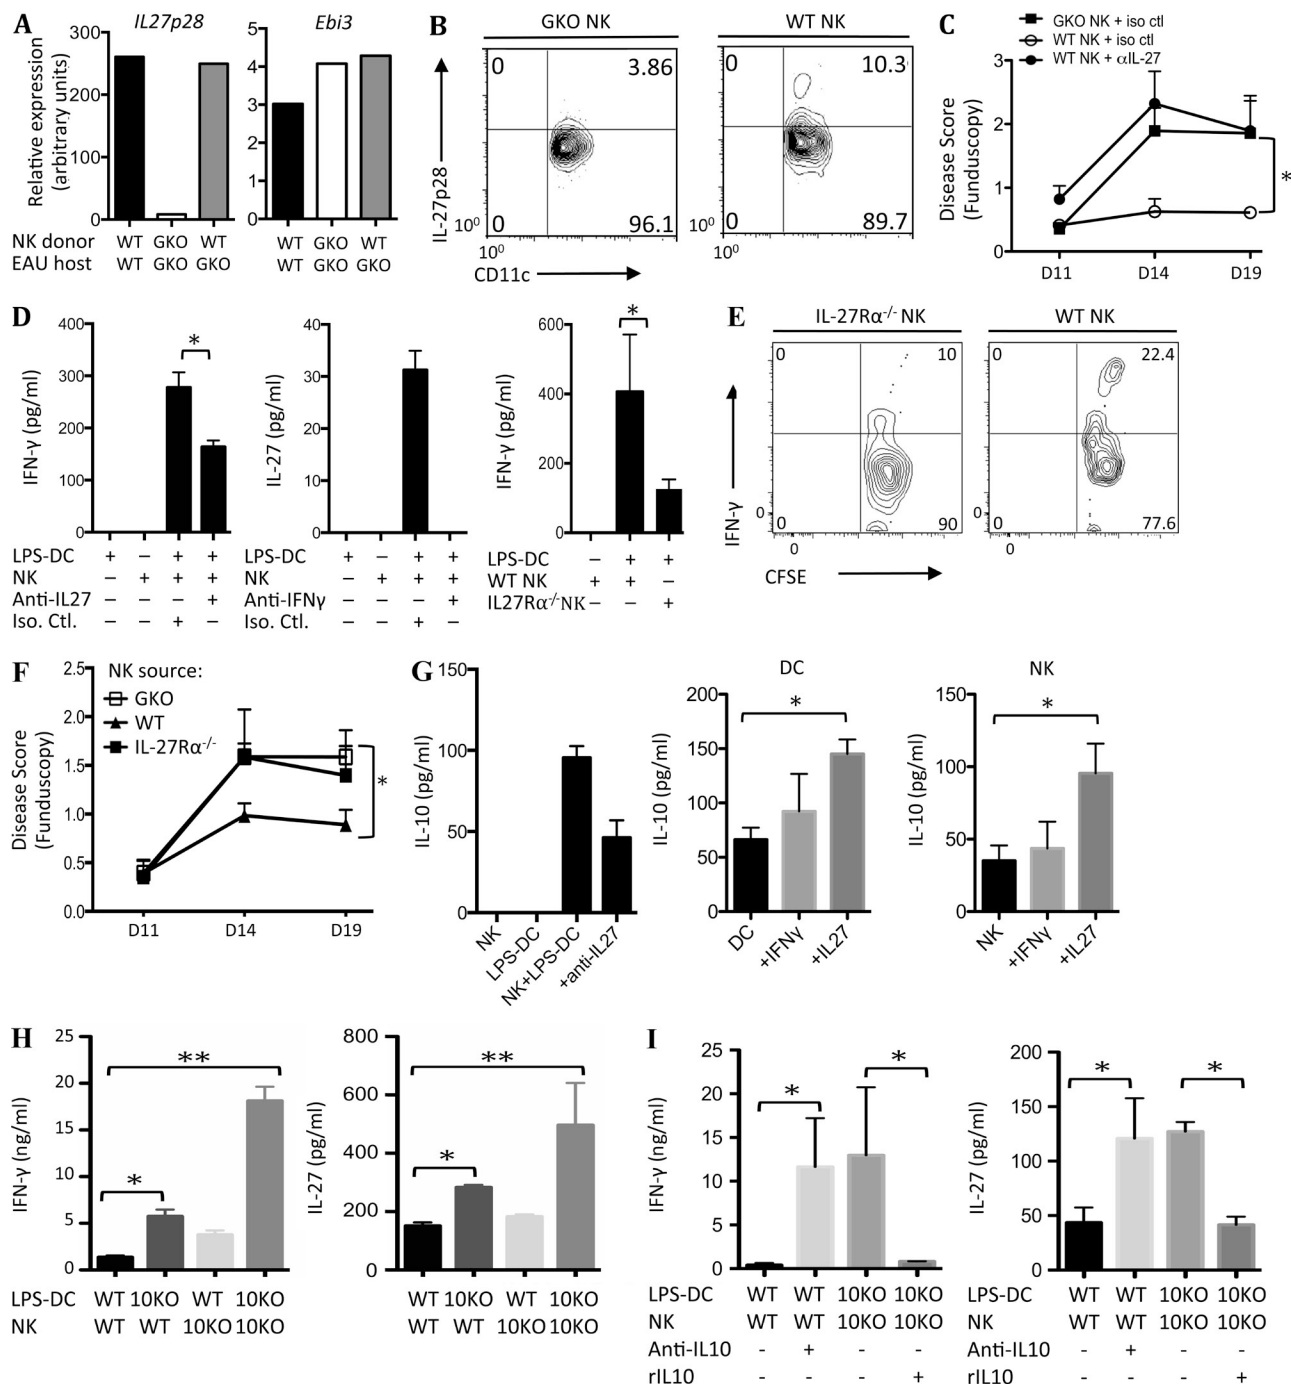 A
IL27p28
Ebi3
Relative expression
(arbitrary units)
300
200
100
0
6
5
4
3
2
1
0
NK donor WT GKO WT WT GKO WT
EAU host WT GKO GKO WT GKO GKO
B
GKO NK
WT NK
0 3.86
0 96.1
0 10.3
0 89.7
IL-27p28
10⁰
10⁰
10⁰
10⁰
CD11c
C
GKO NK + iso ctl
WT NK + iso ctl
WT NK + αIL-27
Disease Score
(Funduscopy)
3
2
1
0
*
D11 D14 D19
D
IFN-γ (pg/ml)
400
300
200
100
0
*
LPS-DC + – + +
NK – + + +
Anti-IL27 – – – +
Iso. Ctl. – – + –
IL-27 (pg/ml)
40
30
20
10
0
LPS-DC + – + +
NK – + + +
Anti-IFNγ – – – +
Iso. Ctl. – – + –
IFN-γ (pg/ml)
600
400
200
0
*
LPS-DC – + +
WT NK + + –
IL27Rα⁻/⁻NK – – +
E
IL-27Rα⁻/⁻ NK
WT NK
0 10
0 90
0 22.4
0 77.6
IFN-γ
0
0
0
0
CFSE
F
NK source:
GKO
WT
IL-27Rα⁻/⁻
Disease Score
(Funduscopy)
2.5
2.0
1.5
1.0
0.5
0.0
*
D11 D14 D19
G
IL-10 (pg/ml)
150
100
50
0
NK
LPS-DC
NK+LPS-DC
+anti-IL27
DC
IL-10 (pg/ml)
200
150
100
50
0
*
DC
+IFNγ
+IL27
NK
IL-10 (pg/ml)
150
100
50
0
*
NK
+IFNγ
+IL27
H
IFN-γ (ng/ml)
25
20
15
10
5
0
**
*
IL-27 (pg/ml)
800
600
400
200
0
**
*
LPS-DC WT 10KO WT 10KO WT 10KO WT 10KO
NK WT WT 10KO 10KO WT WT 10KO 10KO
I
IFN-γ (ng/ml)
25
20
15
10
5
0
*
*
LPS-DC WT WT 10KO 10KO
NK WT WT 10KO 10KO
Anti-IL10 - + - -
rIL10 - - - +
IL-27 (pg/ml)
200
150
100
50
0
*
*
LPS-DC WT WT 10KO 10KO
NK WT WT 10KO 10KO
Anti-IL10 - + - -
rIL10 - - - +